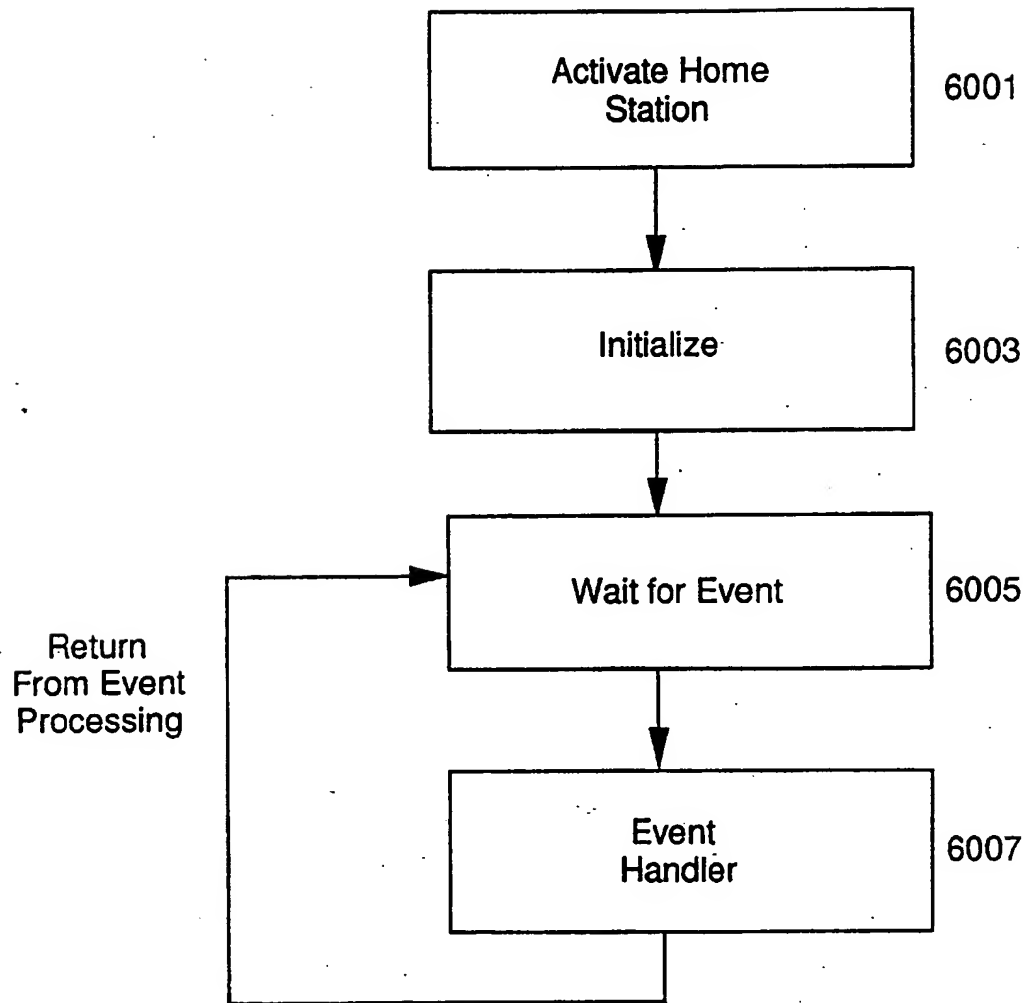 Activate Home
Station
6001
Initialize
6003
Wait for Event
6005
Return
From Event
Processing
Event
Handler
6007